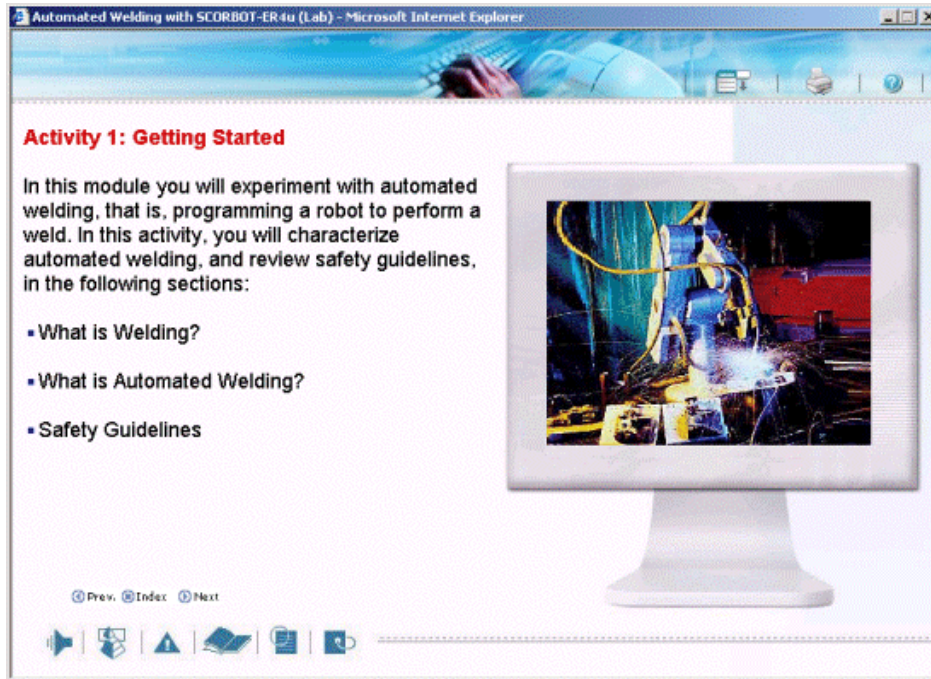 Automated Welding with SCORBOT-ER4u (Lab) - Microsoft Internet Explorer
Activity 1: Getting Started
In this module you will experiment with automated
welding, that is, programming a robot to perform a
weld. In this activity, you will characterize
automated welding, and review safety guidelines,
in the following sections:
▪ What is Welding?
▪ What is Automated Welding?
▪ Safety Guidelines
Prev. Index Next